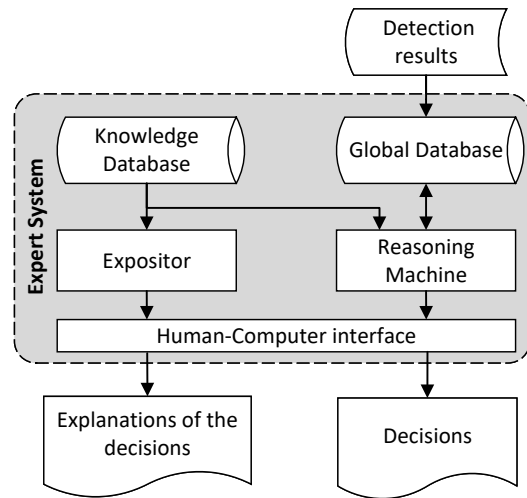 Detection
results
Knowledge
Database
Global Database
Expert System
Expositor
Reasoning
Machine
Human-Computer interface
Explanations of the
decisions
Decisions